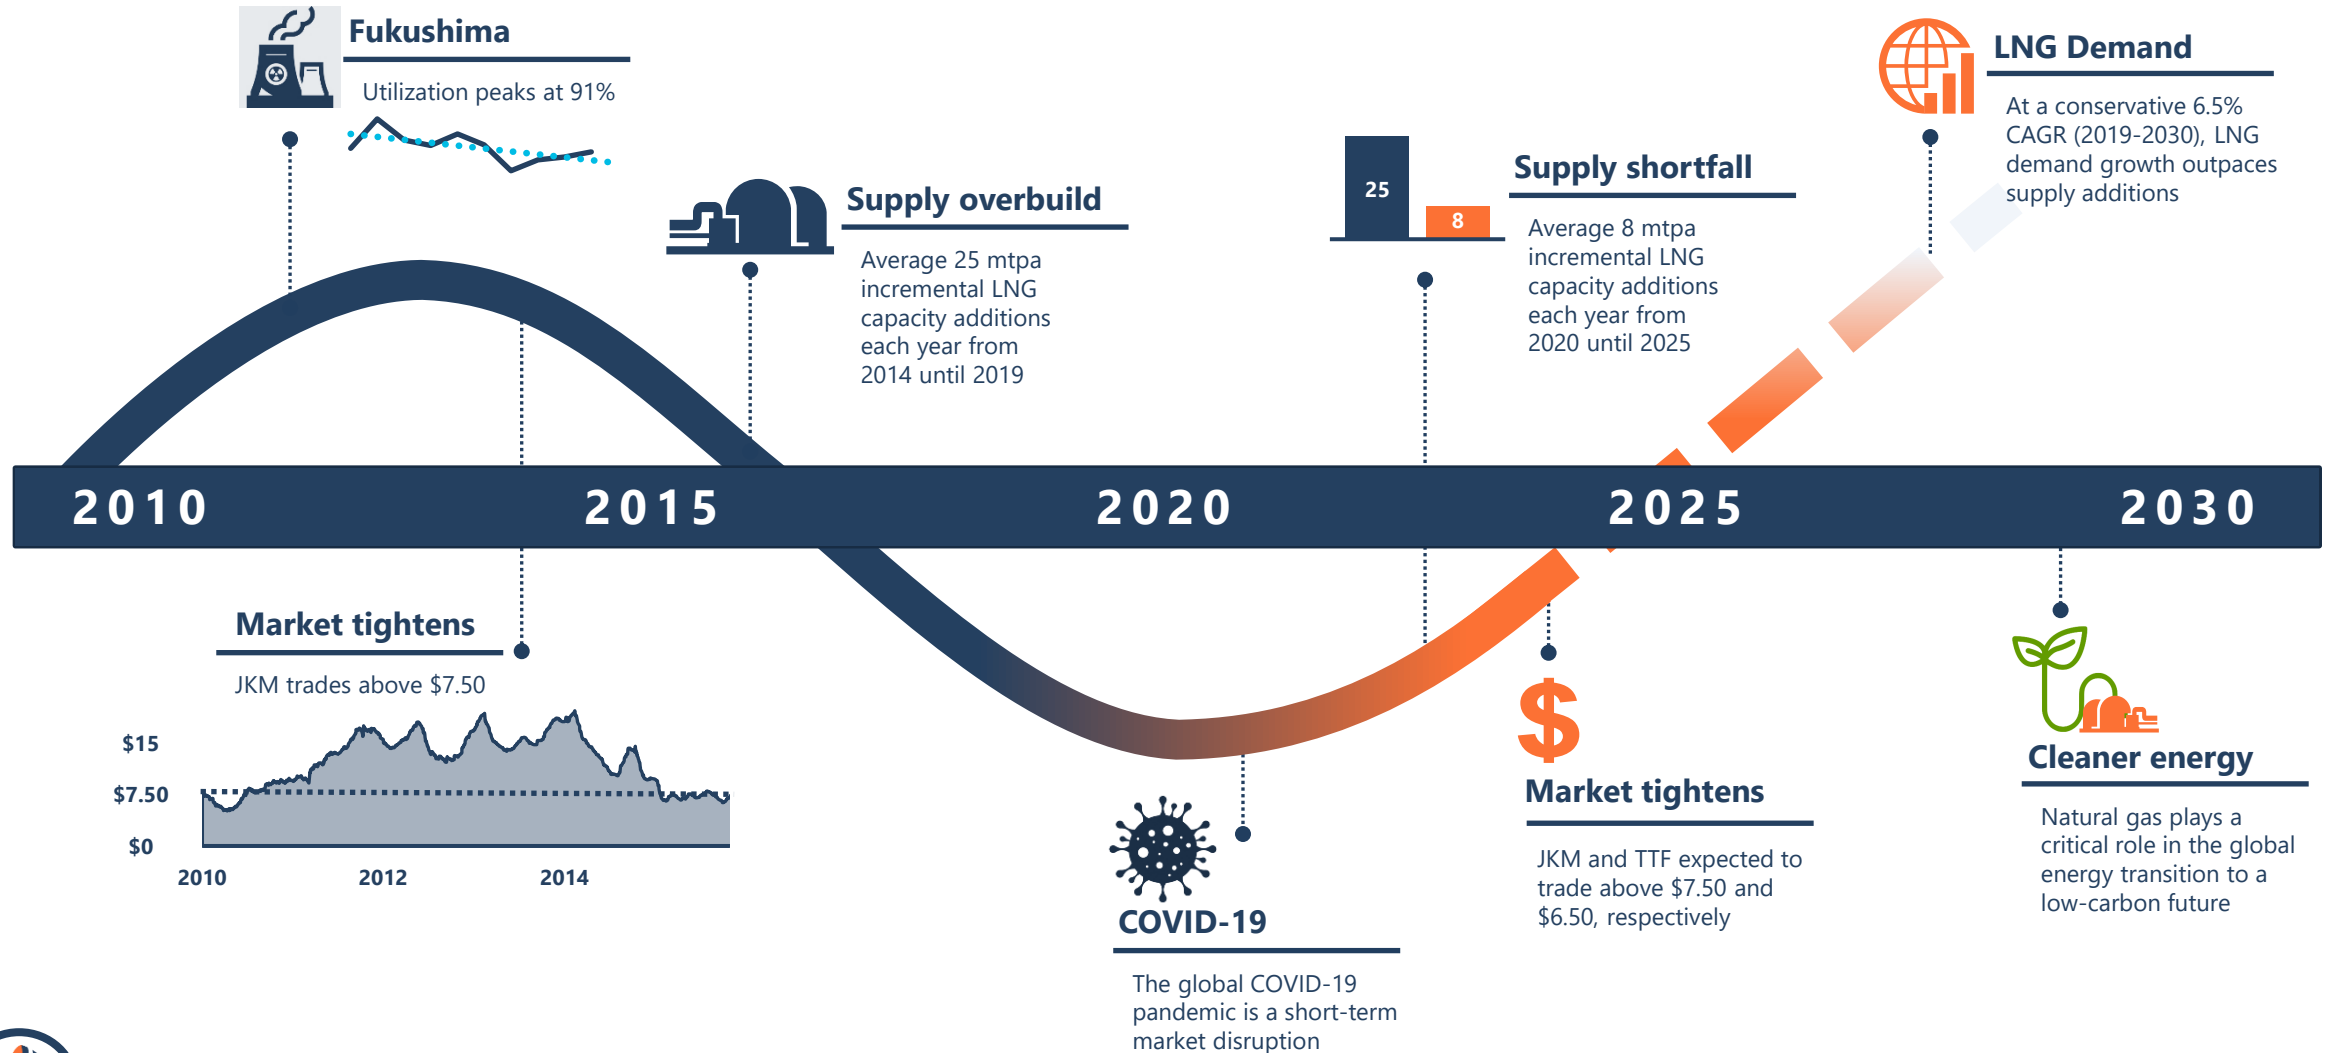 Fukushima
Utilization peaks at 91%
Supply overbuild
Average 25 mtpa
incremental LNG
capacity additions
each year from
2014 until 2019
25
8
Supply shortfall
Average 8 mtpa
incremental LNG
capacity additions
each year from
2020 until 2025
LNG Demand
At a conservative 6.5%
CAGR (2019-2030), LNG
demand growth outpaces
supply additions
2010 2015 2020 2025 2030
Market tightens
JKM trades above $7.50
$15
$7.50
$0
2010 2012 2014
COVID-19
The global COVID-19
pandemic is a short-term
market disruption
$
Market tightens
JKM and TTF expected to
trade above $7.50 and
$6.50, respectively
Cleaner energy
Natural gas plays a
critical role in the global
energy transition to a
low-carbon future